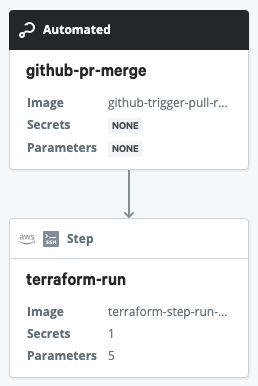 Automated
github-pr-merge
Image github-trigger-pull-r...
Secrets NONE
Parameters NONE
aws SSH Step
terraform-run
Image terraform-step-run-...
Secrets 1
Parameters 5